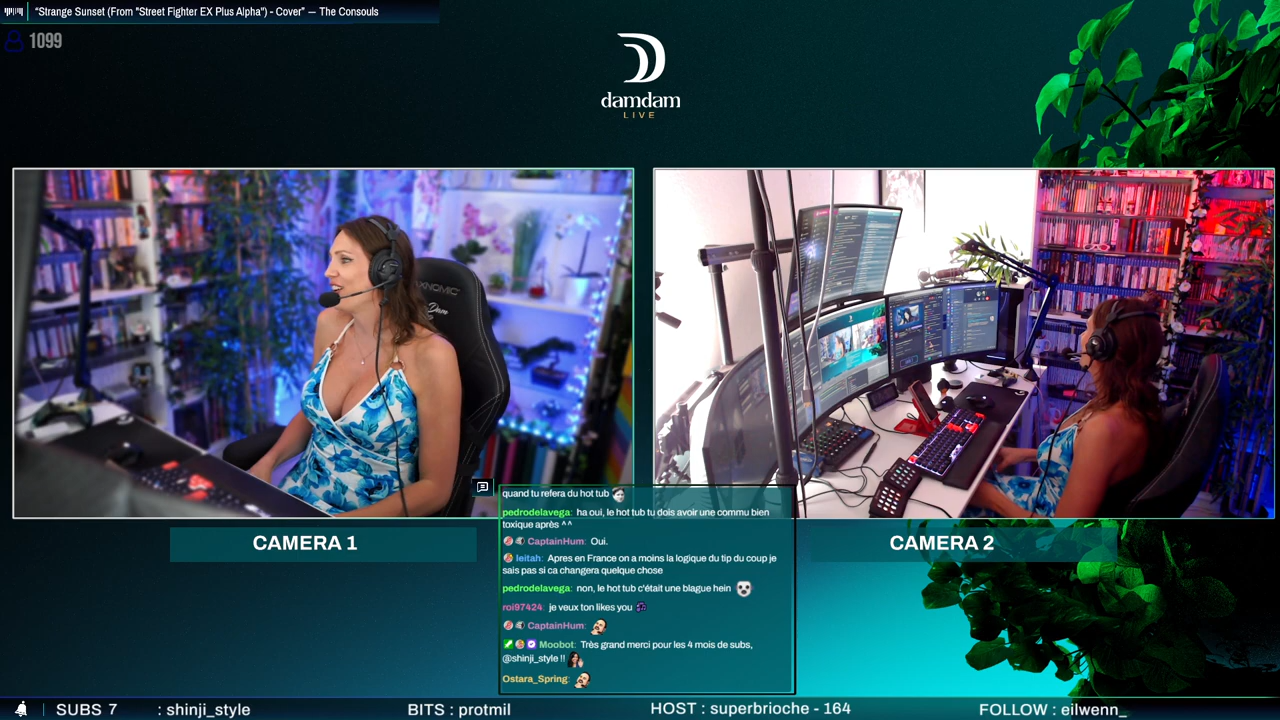 "Strange Sunset (From "Street Fighter EX Plus Alpha") - Cover" — The Consouls
1099
damdam
LIVE
XNOMIC
Dam
quand tu refera du hot tub
pedrodelavega: ha oui, le hot tub tu dois avoir une commu bien
toxique après ^^
CaptainHum: Oui.
leitah: Apres en France on a moins la logique du tip du coup je
sais pas si ca changera quelque chose
pedrodelavega: non, le hot tub c'était une blague hein
roi97424: je veux ton likes you
CaptainHum:
Moobot: Très grand merci pour les 4 mois de subs,
@shinji_style !!
Ostara_Spring:
CAMERA 1
CAMERA 2
SUBS 7 : shinji_style
BITS : protmil
HOST : superbrioche - 164
FOLLOW : eilwenn_